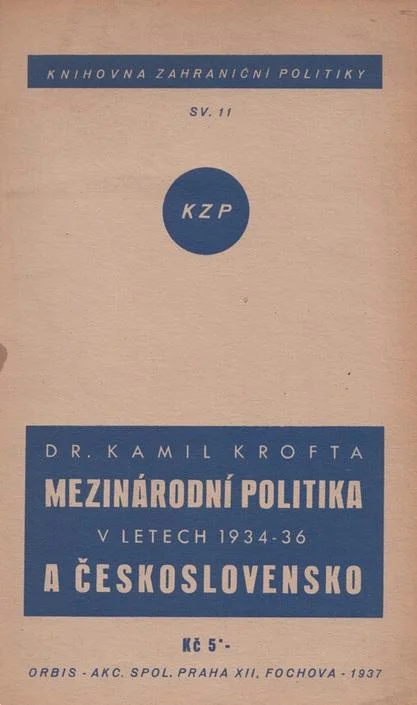 KNIHOVNA ZAHRANIČNÍ POLITIKY
SV. 11
KZP
DR. KAMIL KROFTA
MEZINÁRODNÍ POLITIKA
V LETECH 1934-36
A ČESKOSLOVENSKO
Kč 5·-
ORBIS - AKC. SPOL. PRAHA XII, FOCHOVA - 1937